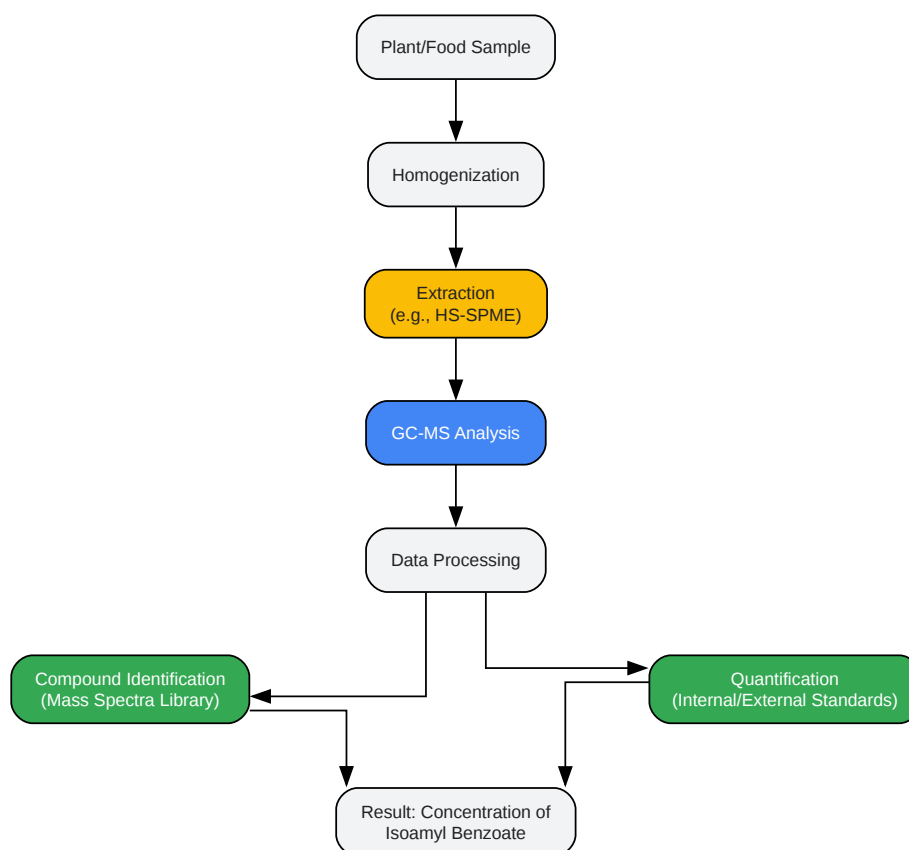 Plant/Food Sample
Homogenization
Extraction
(e.g., HS-SPME)
GC-MS Analysis
Data Processing
Compound Identification
(Mass Spectra Library)
Quantification
(Internal/External Standards)
Result: Concentration of
Isoamyl Benzoate